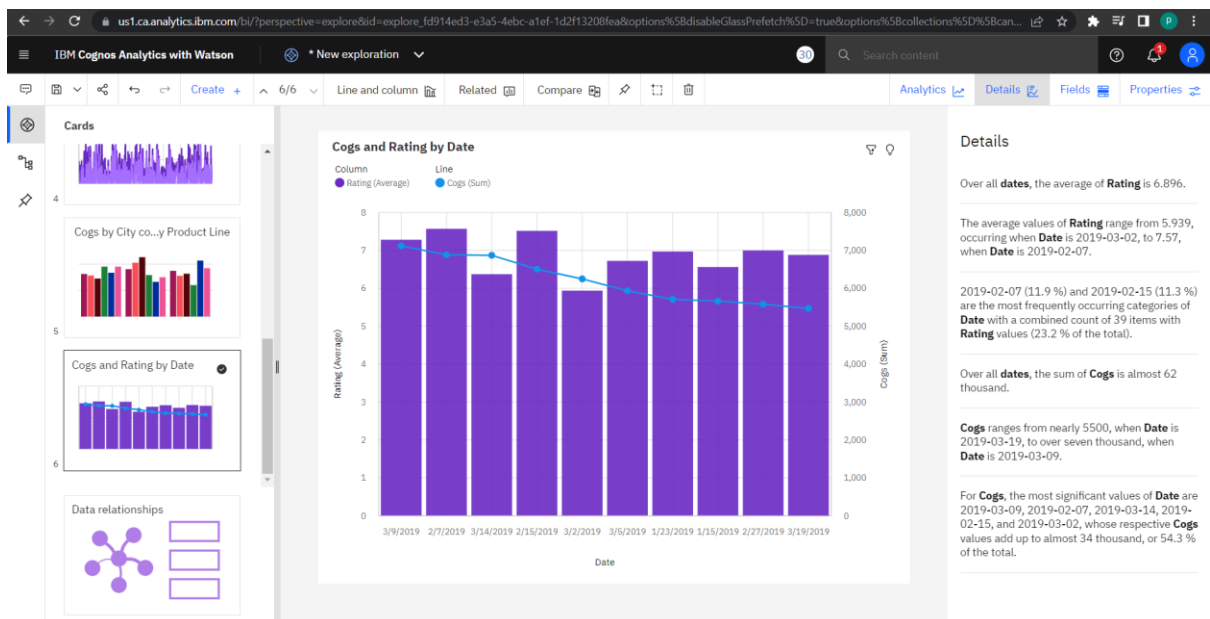 us1.ca.analytics.ibm.com/bi/?perspective=explore&id=explore_fd914ed3-e3a5-4ebc-a1ef-1d2f13208fea&options%5BdisableGlassPrefetch%5D=true&options%5Bcollections%5D%5Bcan...
P
IBM Cognos Analytics with Watson
* New exploration
30
Search content
1
Create +
6/6
Line and column
Related
Compare
Analytics
Details
Fields
Properties
Cards
4
Cogs by City co...y Product Line
5
Cogs and Rating by Date
6
Data relationships
Cogs and Rating by Date
Column
Line
Rating (Average)
Cogs (Sum)
8
7
6
5
4
3
2
1
0
Rating (Average)
8,000
7,000
6,000
5,000
4,000
3,000
2,000
1,000
0
Cogs (Sum)
3/9/2019 2/7/2019 3/14/2019 2/15/2019 3/2/2019 3/5/2019 1/23/2019 1/15/2019 2/27/2019 3/19/2019
Date
Details
Over all dates, the average of Rating is 6.896.
The average values of Rating range from 5.939,
occurring when Date is 2019-03-02, to 7.57,
when Date is 2019-02-07.
2019-02-07 (11.9 %) and 2019-02-15 (11.3 %)
are the most frequently occurring categories of
Date with a combined count of 39 items with
Rating values (23.2 % of the total).
Over all dates, the sum of Cogs is almost 62
thousand.
Cogs ranges from nearly 5500, when Date is
2019-03-19, to over seven thousand, when
Date is 2019-03-09.
For Cogs, the most significant values of Date are
2019-03-09, 2019-02-07, 2019-03-14, 2019-
02-15, and 2019-03-02, whose respective Cogs
values add up to almost 34 thousand, or 54.3 %
of the total.